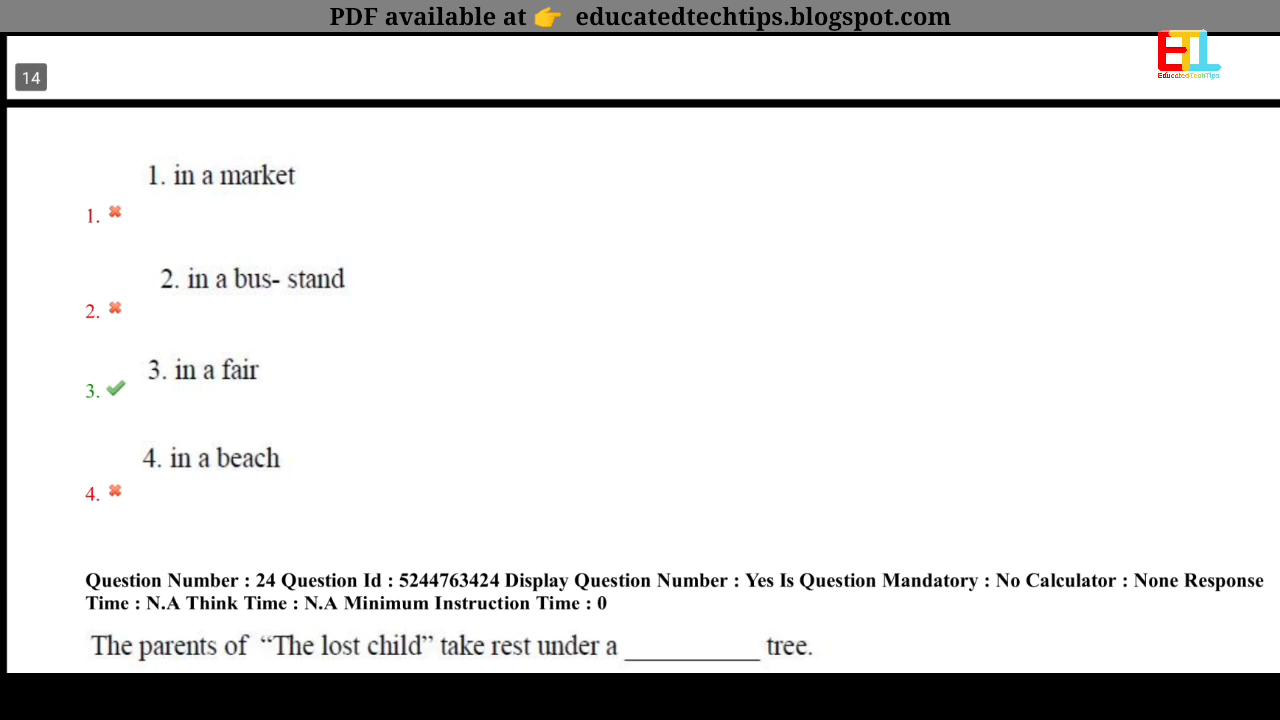 PDF available at 👉 educatedtechtips.blogspot.com
ETL
EducatedTechTips
14
1. in a market
1.
2. in a bus- stand
2.
3. in a fair
3.
4. in a beach
4.
Question Number : 24 Question Id : 5244763424 Display Question Number : Yes Is Question Mandatory : No Calculator : None Response
Time : N.A Think Time : N.A Minimum Instruction Time : 0
The parents of “The lost child” take rest under a __________ tree.